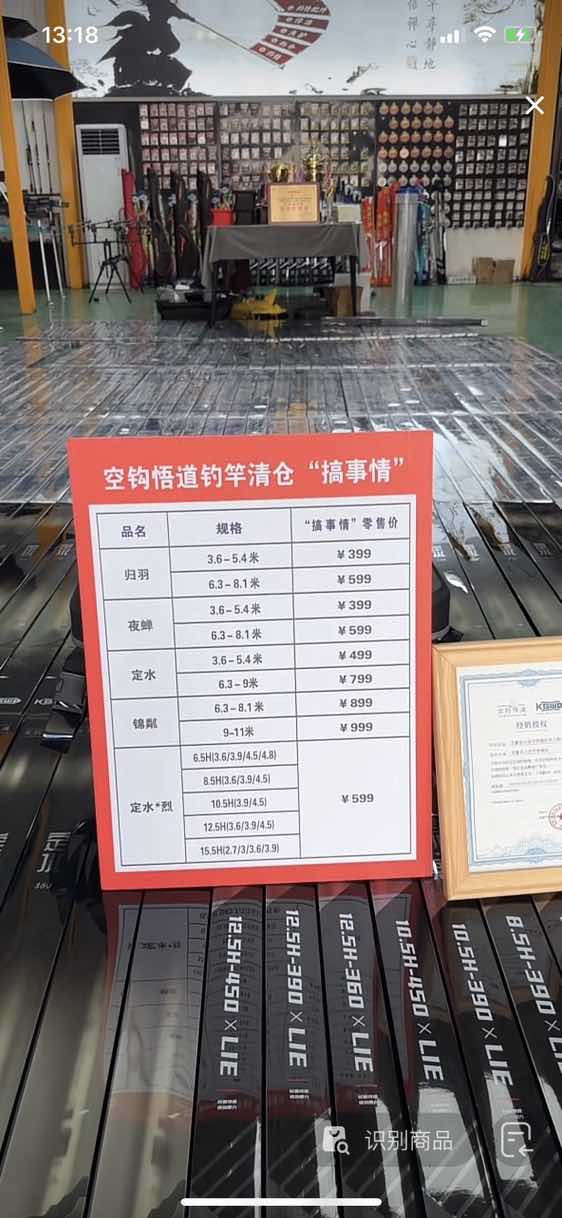 13:18
空钩悟道钓竿清仓“搞事情”
品名 规格 “搞事情”零售价
归羽 3.6-5.4米 ¥399
6.3-8.1米 ¥599
夜蝉 3.6-5.4米 ¥399
6.3-8.1米 ¥599
定水 3.6-5.4米 ¥499
6.3-9米 ¥799
锦粼 6.3-8.1米 ¥899
9-11米 ¥999
定水*烈 6.5H(3.6/3.9/4.5/4.8) ¥599
8.5H(3.6/3.9/4.5)
10.5H(3.9/4.5)
12.5H(3.6/3.9/4.5)
15.5H(2.7/3/3.6/3.9)
经销授权
12.5H-450×LIE
12.5H-390×LIE
12.5H-360×LIE
10.5H-450×LIE
10.5H-390×LIE
8.5H-390×
识别商品